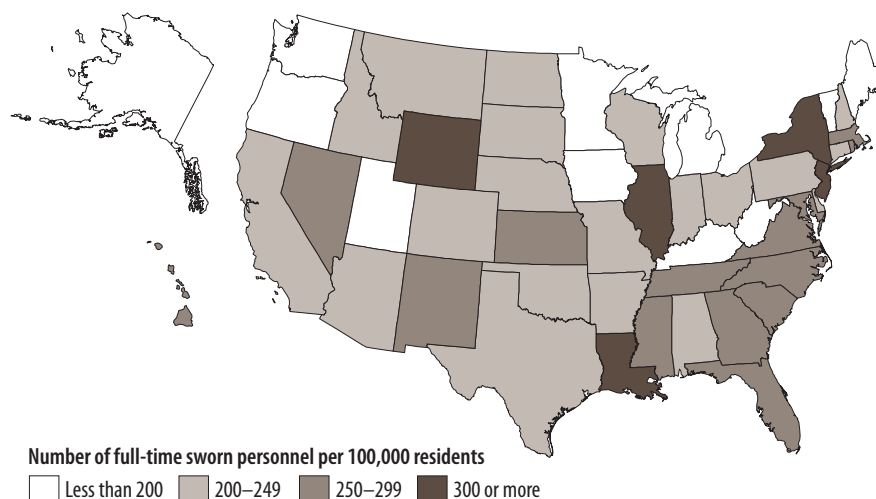 Number of full-time sworn personnel per 100,000 residents
Less than 200 200–249 250–299 300 or more